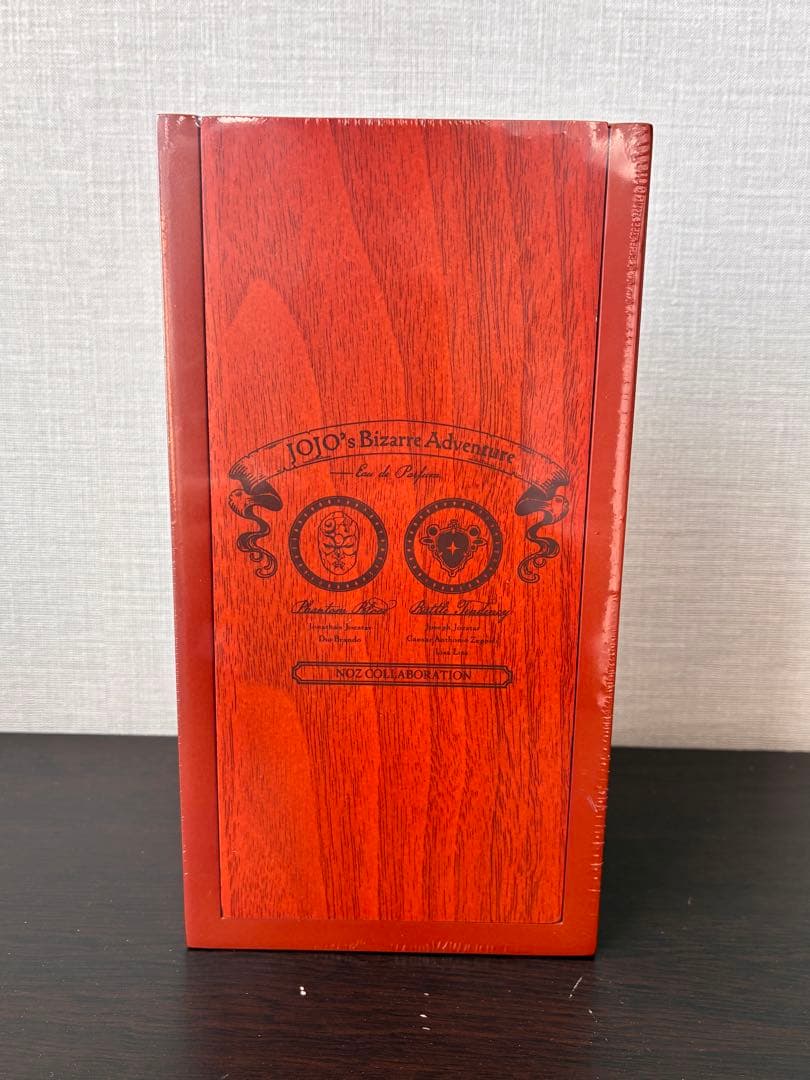 JOJO's Bizarre Adventure
Eau de Parfum
Phantom Blood
Battle Tendency
Jonathan Joestar
Dio Brando
Joseph Joestar
Caesar Anthonio Zeppeli
Lisa Lisa
NOZ COLLABORATION